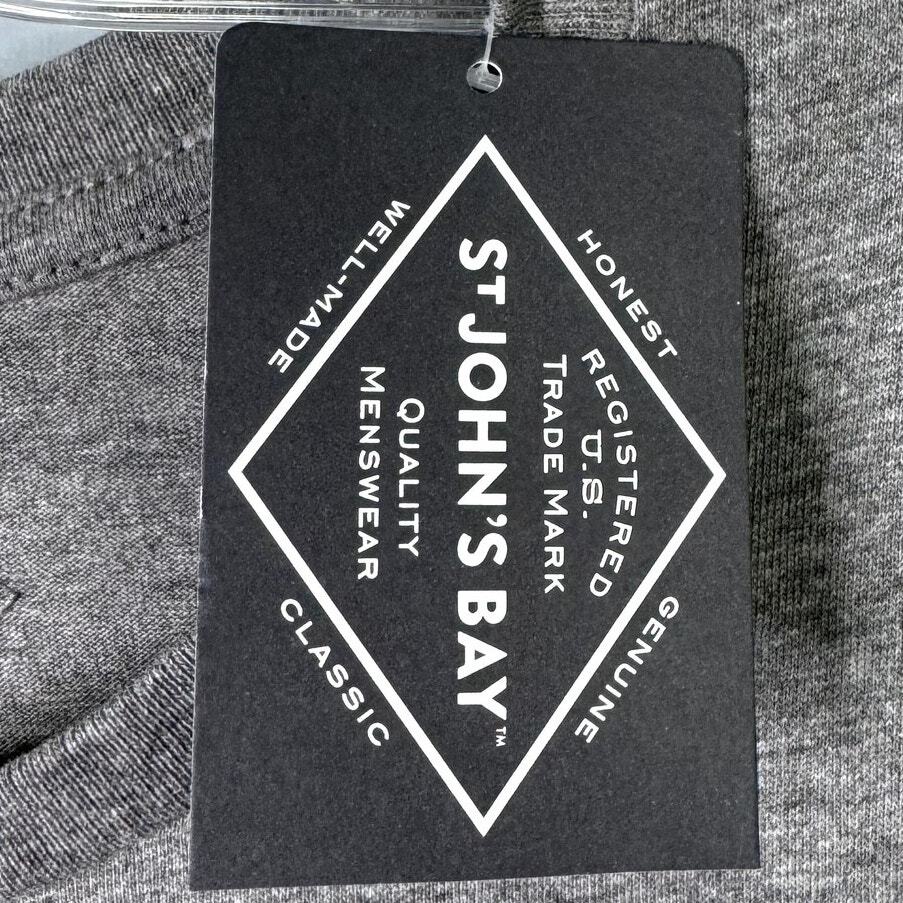 HONEST
GENUINE
REGISTERED
U.S.
TRADE MARK
ST JOHN'S BAY™
QUALITY
MENSWEAR
WELL-MADE
CLASSIC